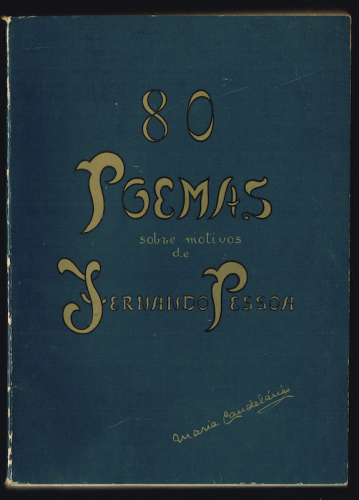 80
POEMAS
sobre motivos
de
FERNANDO PESSOA
Maria Candelária